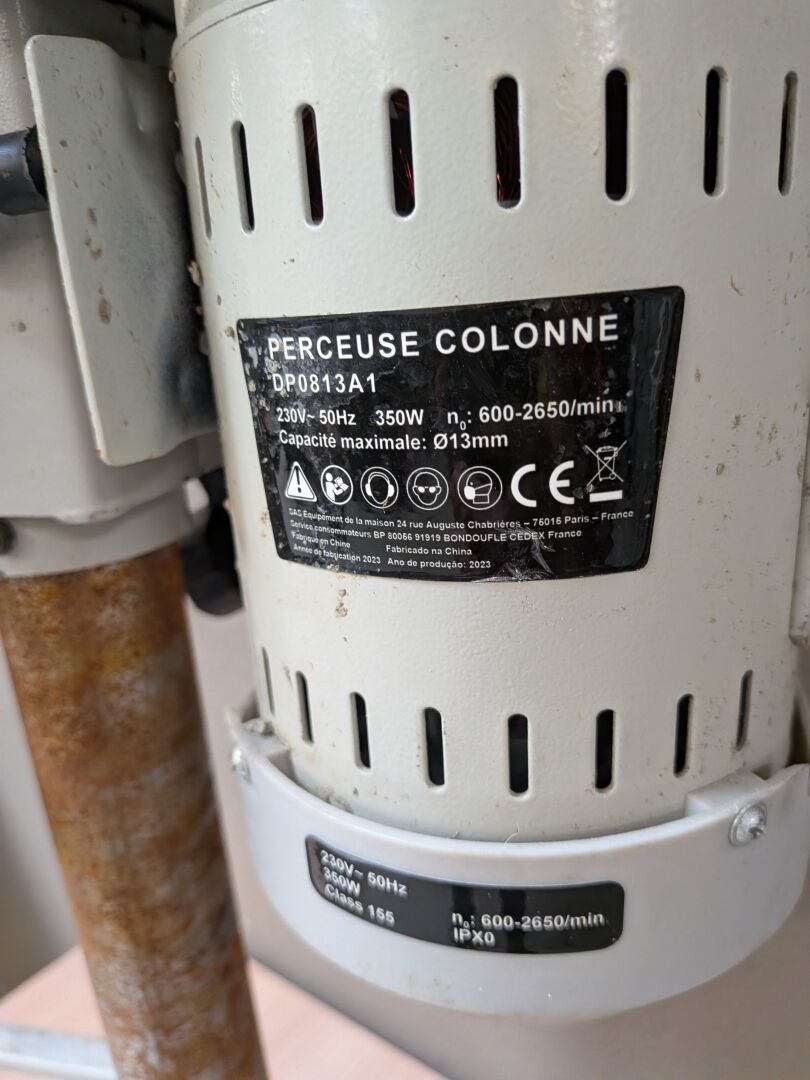 PERCEUSE COLONNE
DP0813A1
230V~ 50Hz 350W n₀: 600-2650/min
Capacité maximale: Ø13mm
CE
SAS Équipement de la maison 24 rue Auguste Chabrières – 75015 Paris – France
Service consommateurs BP 80056 91919 BONDOUFLE CEDEX France
Fabriqué en Chine Fabricado na China
Année de fabrication 2023 Ano de produção: 2023
230V~ 50Hz
350W
Class 155
n₀: 600-2650/min
IPX0